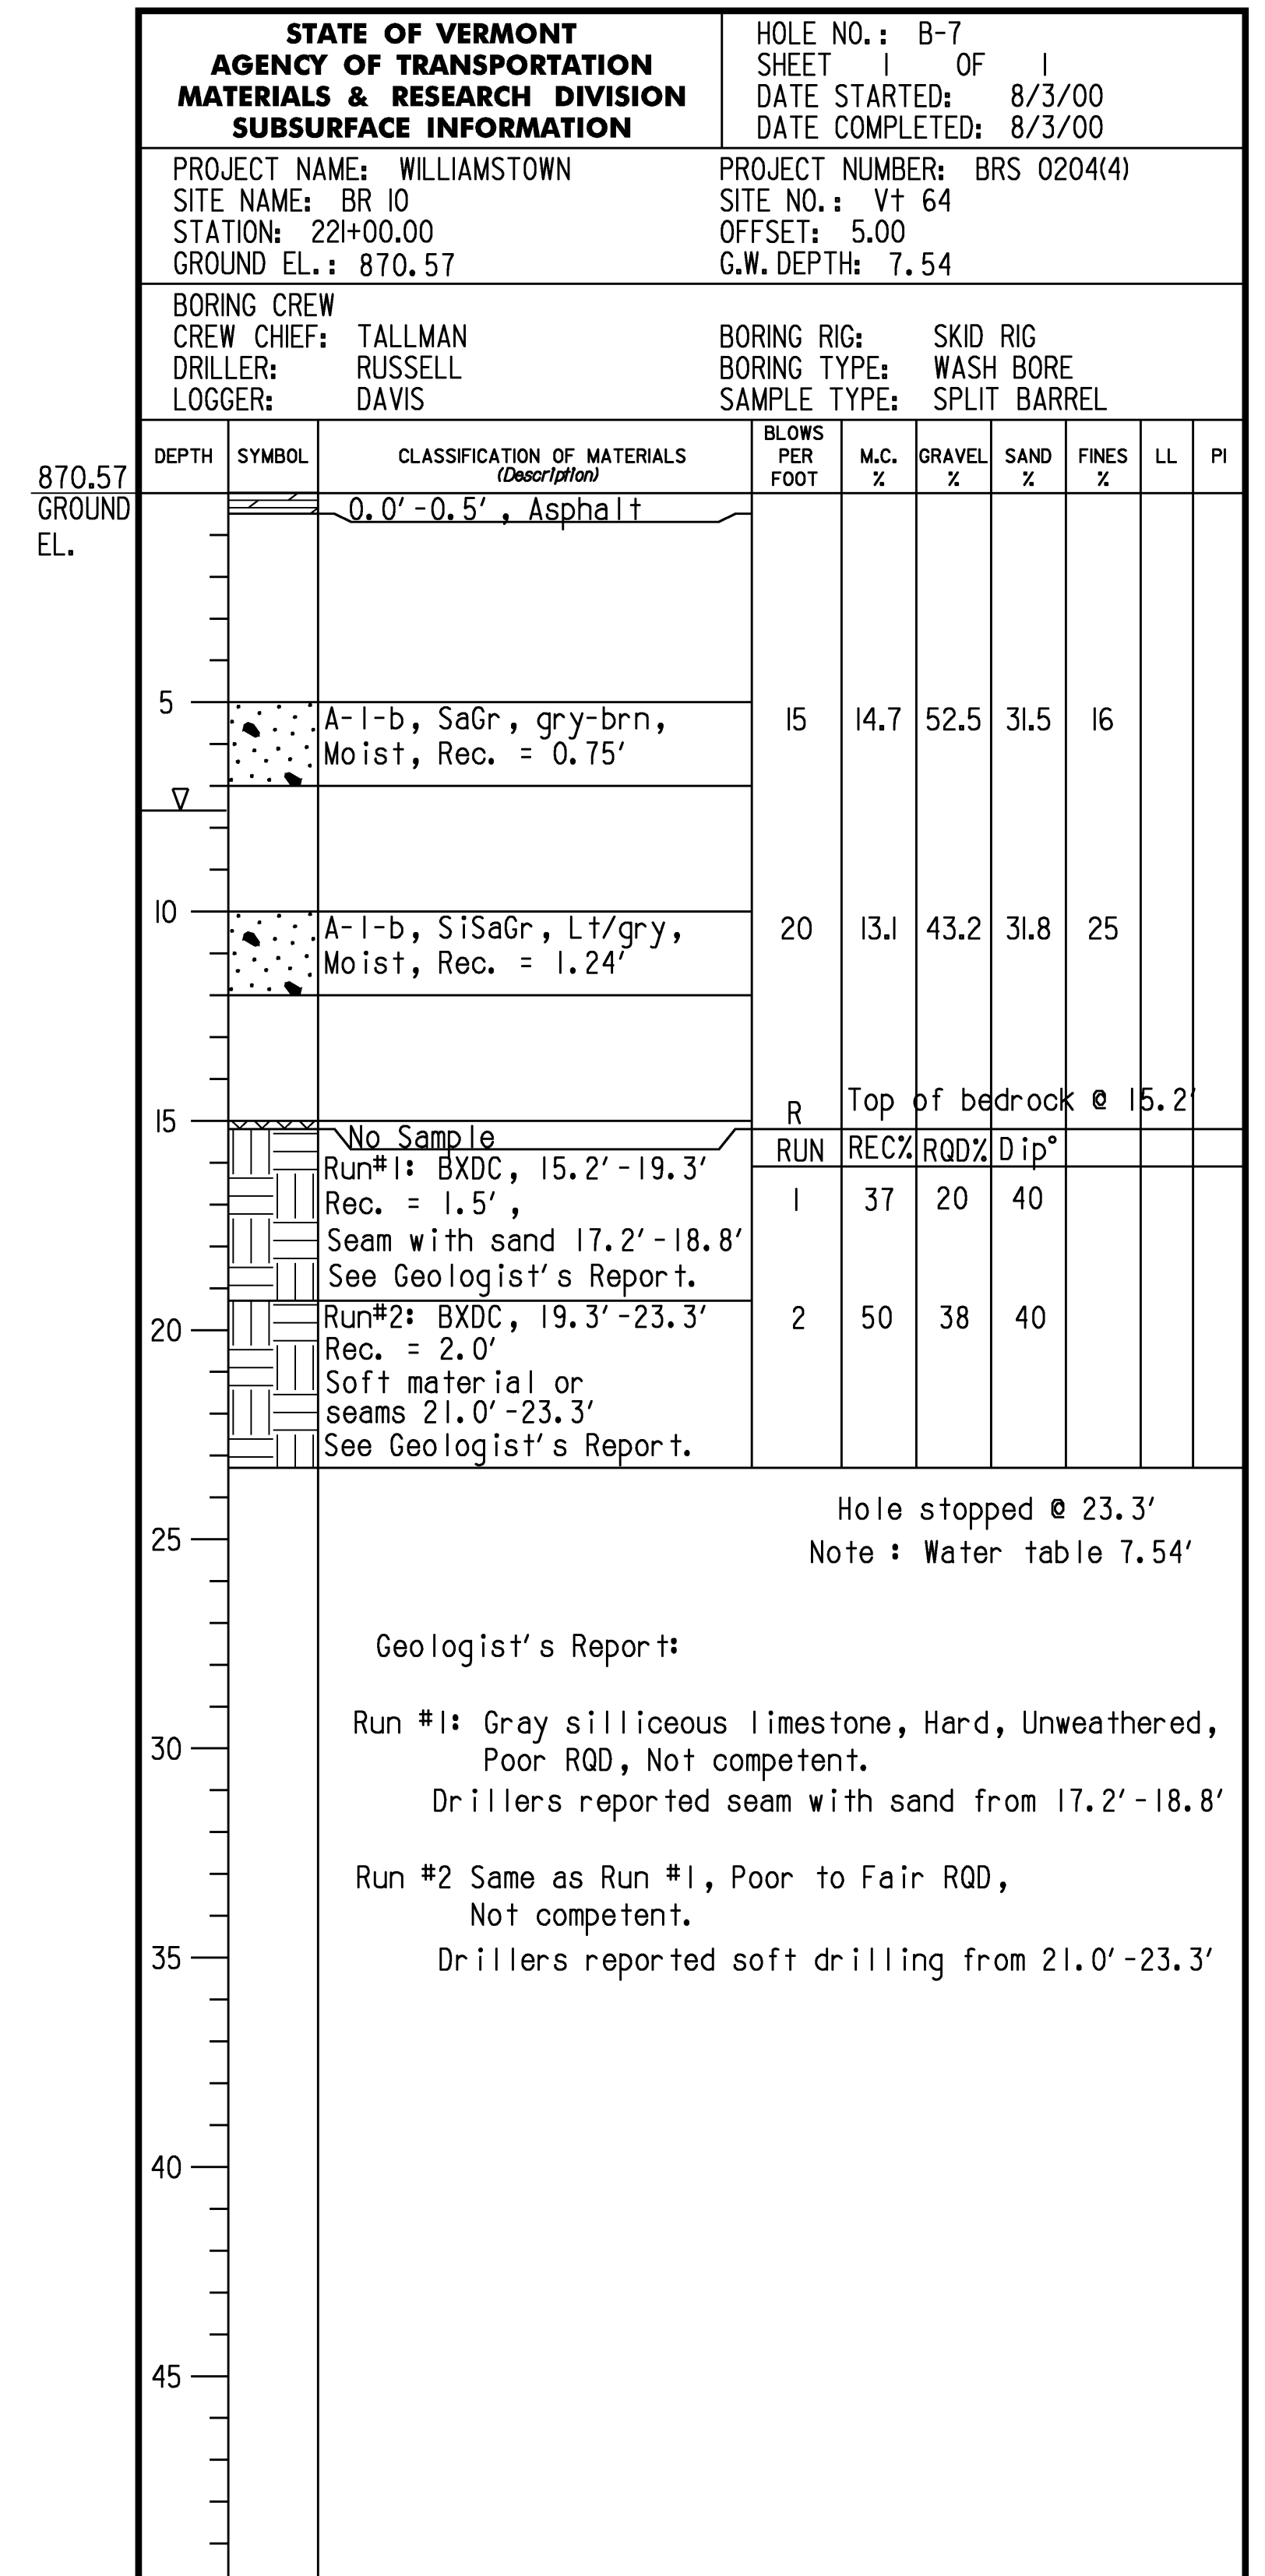 STATE OF VERMONT
AGENCY OF TRANSPORTATION
MATERIALS & RESEARCH DIVISION
SUBSURFACE INFORMATION
HOLE NO.: B-7
SHEET 1 OF 1
DATE STARTED: 8/3/00
DATE COMPLETED: 8/3/00
PROJECT NAME: WILLIAMSTOWN
SITE NAME: BR 10
STATION: 221+00.00
GROUND EL.: 870.57
PROJECT NUMBER: BRS 0204(4)
SITE NO.: Vt 64
OFFSET: 5.00
G.W. DEPTH: 7.54
BORING CREW
CREW CHIEF: TALLMAN
DRILLER: RUSSELL
LOGGER: DAVIS
BORING RIG: SKID RIG
BORING TYPE: WASH BORE
SAMPLE TYPE: SPLIT BARREL
870.57
GROUND
EL.
DEPTH
SYMBOL
CLASSIFICATION OF MATERIALS
(Description)
BLOWS
PER
FOOT
M.C.
%
GRAVEL
%
SAND
%
FINES
%
LL
PI
0.0'-0.5', Asphalt
5
A-1-b, SaGr, gry-brn,
Moist, Rec. = 0.75'
15 14.7 52.5 31.5 16
10
A-1-b, SiSaGr, Lt/gry,
Moist, Rec. = 1.24'
20 13.1 43.2 31.8 25
15
R Top of bedrock @ 15.2'
No Sample
RUN REC% RQD% Dip°
Run#1: BXDC, 15.2'-19.3'
Rec. = 1.5',
Seam with sand 17.2'-18.8'
See Geologist's Report.
1 37 20 40
20
Run#2: BXDC, 19.3'-23.3'
Rec. = 2.0'
Soft material or
seams 21.0'-23.3'
See Geologist's Report.
2 50 38 40
Hole stopped @ 23.3'
25
Note : Water table 7.54'
Geologist's Report:
Run #1: Gray silliceous limestone, Hard, Unweathered,
30
Poor RQD, Not competent.
Drillers reported seam with sand from 17.2'-18.8'
Run #2 Same as Run #1, Poor to Fair RQD,
Not competent.
35
Drillers reported soft drilling from 21.0'-23.3'
40
45